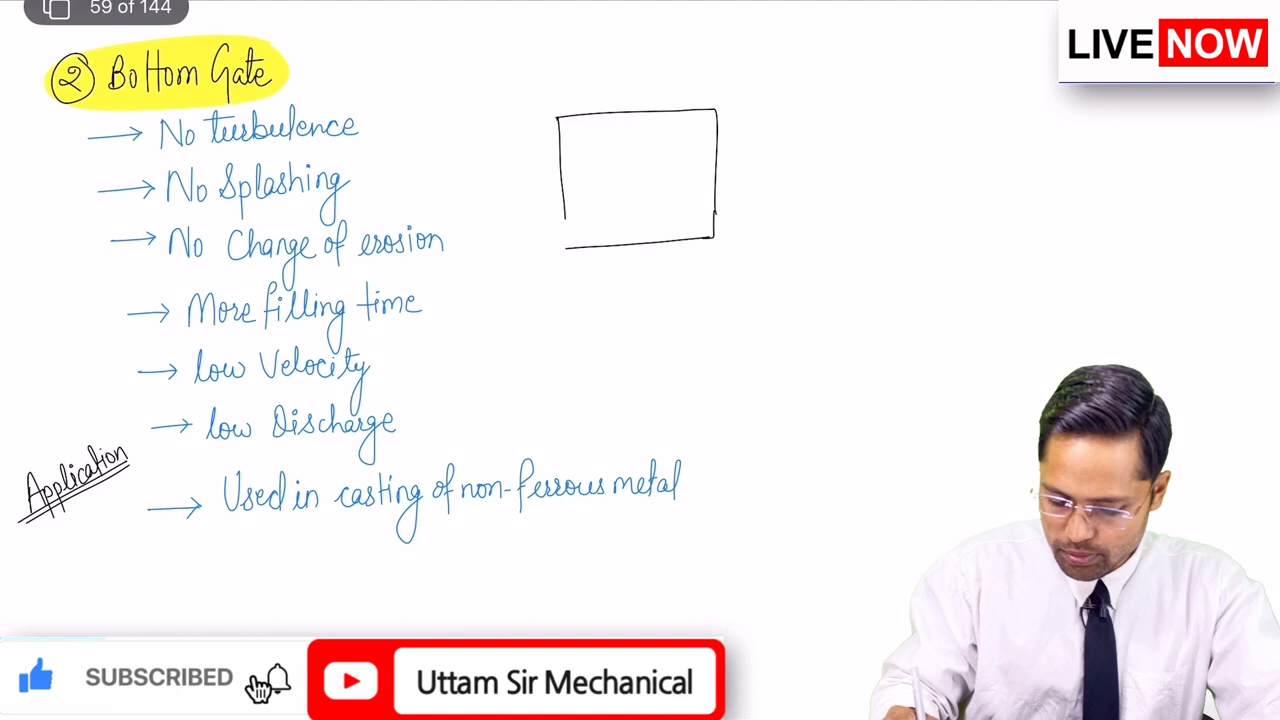 59 of 144
LIVE NOW
② Bottom Gate
→ No turbulence
→ No Splashing
→ No Change of erosion
→ More filling time
→ low Velocity
→ low Discharge
Application
→ Used in casting of non-ferrous metal
SUBSCRIBED
Uttam Sir Mechanical